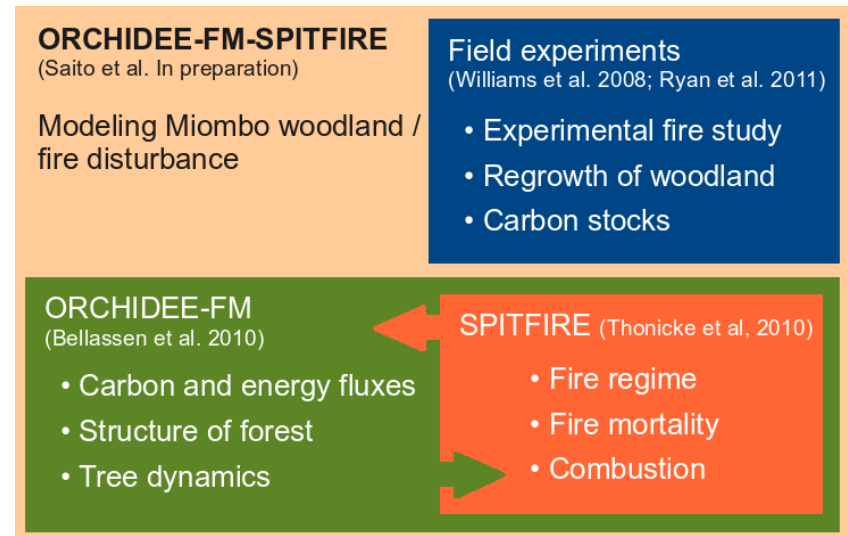 ORCHIDEE-FM-SPITFIRE
(Saito et al. In preparation)
Modeling Miombo woodland /
fire disturbance
Field experiments
(Williams et al. 2008; Ryan et al. 2011)
• Experimental fire study
• Regrowth of woodland
• Carbon stocks
ORCHIDEE-FM
(Bellassen et al. 2010)
• Carbon and energy fluxes
• Structure of forest
• Tree dynamics
SPITFIRE (Thonicke et al, 2010)
• Fire regime
• Fire mortality
• Combustion